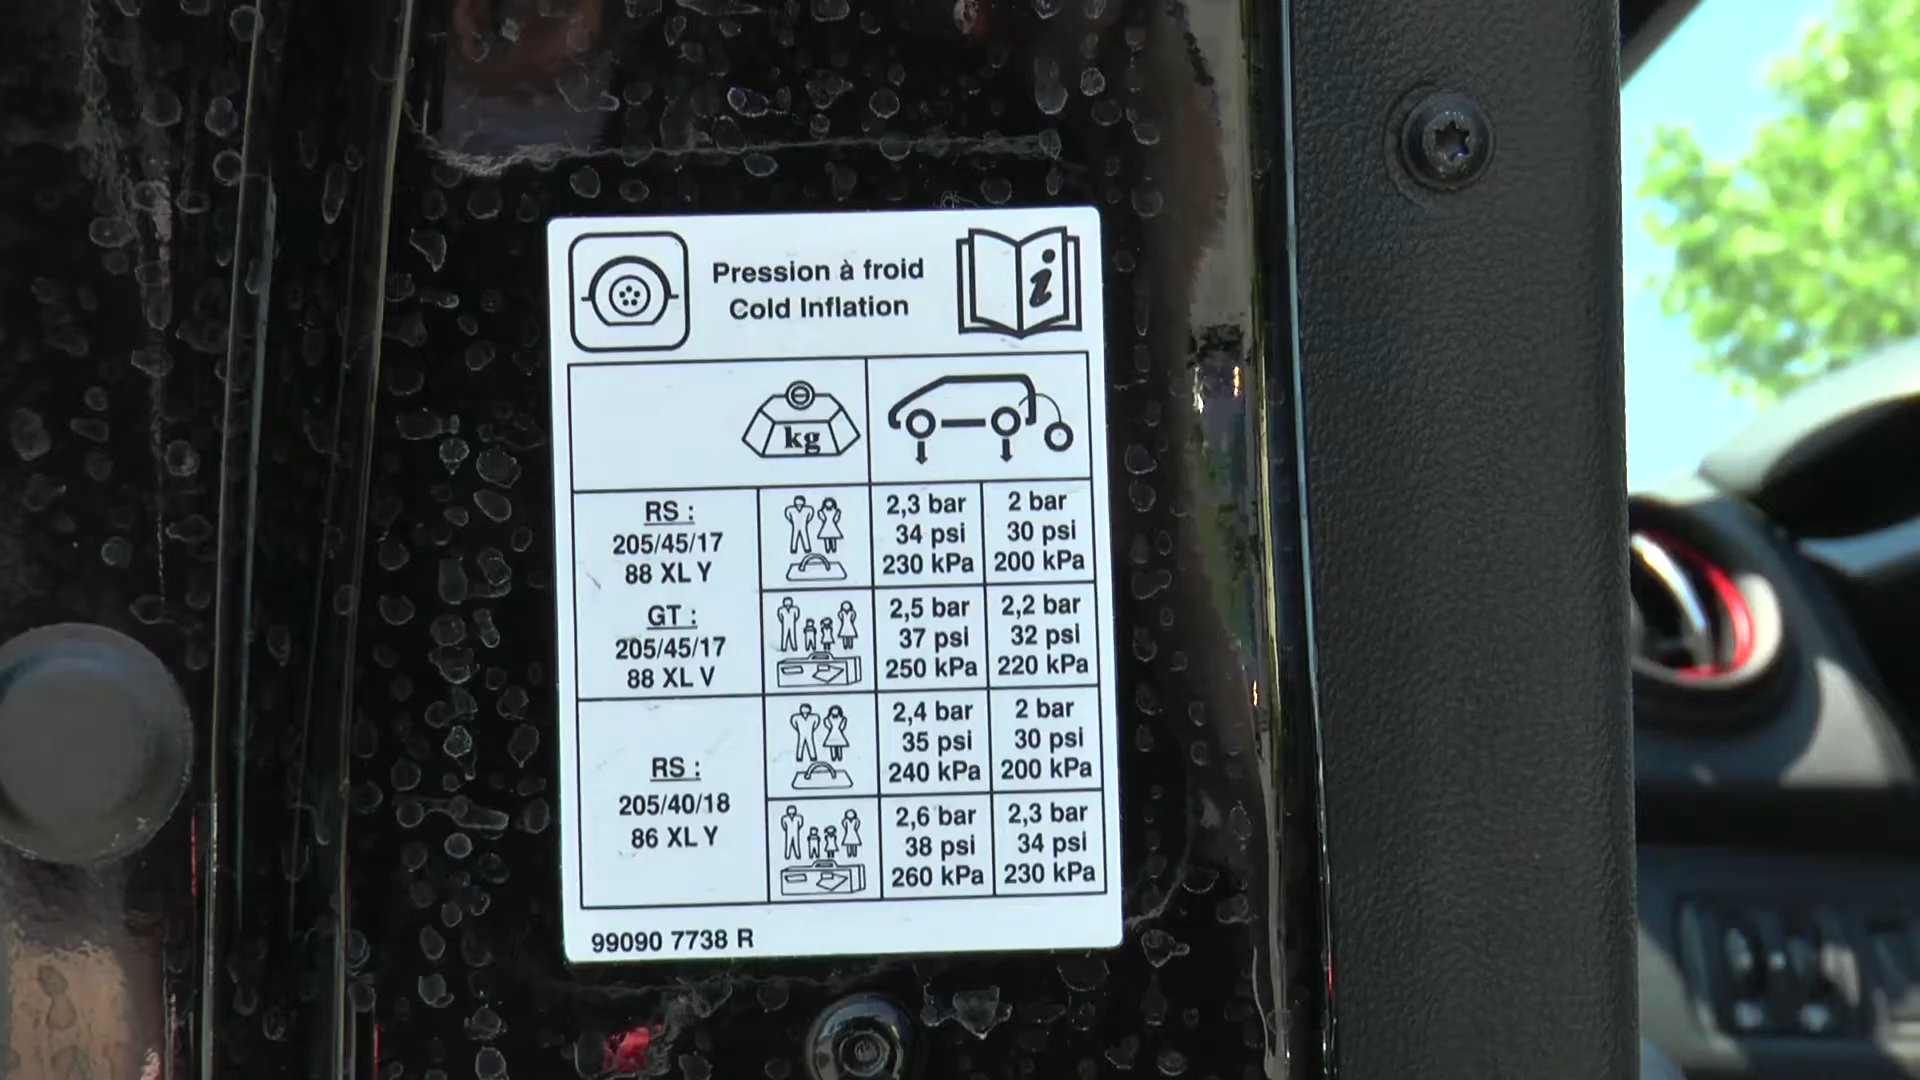 Pression à froid
Cold Inflation
kg
RS :
205/45/17
88 XL Y
GT :
205/45/17
88 XL V
2,3 bar
34 psi
230 kPa
2 bar
30 psi
200 kPa
2,5 bar
37 psi
250 kPa
2,2 bar
32 psi
220 kPa
RS :
205/40/18
86 XL Y
2,4 bar
35 psi
240 kPa
2 bar
30 psi
200 kPa
2,6 bar
38 psi
260 kPa
2,3 bar
34 psi
230 kPa
99090 7738 R